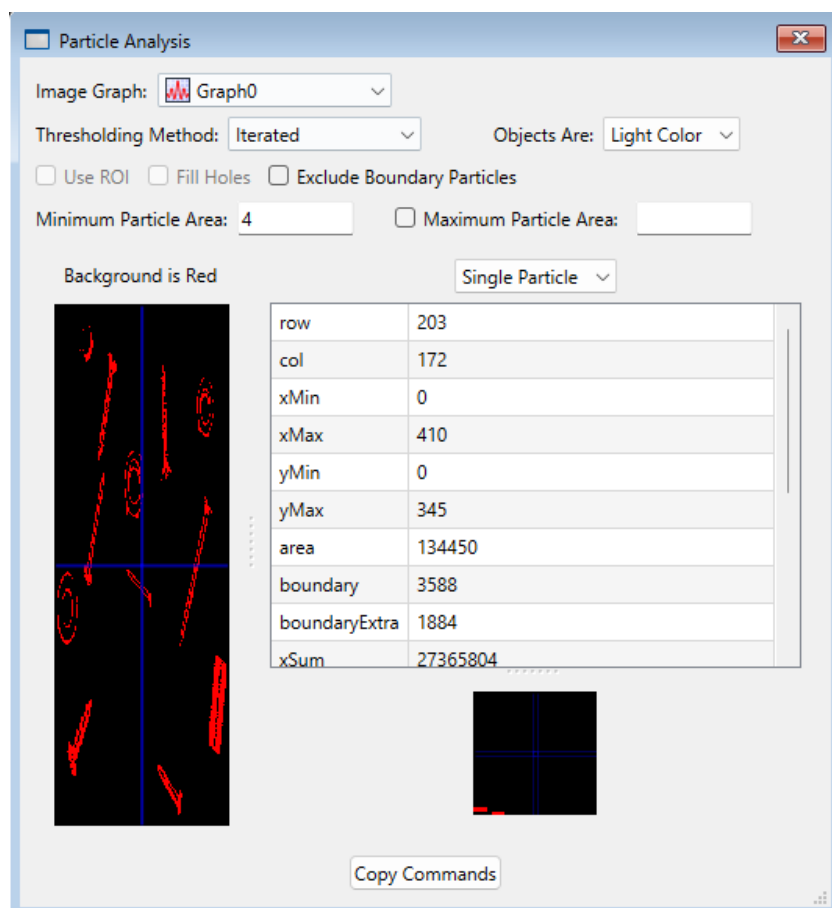 Particle Analysis
Image Graph: Graph0
Thresholding Method: Iterated Objects Are: Light Color
Use ROI Fill Holes Exclude Boundary Particles
Minimum Particle Area: 4 Maximum Particle Area:
Background is Red Single Particle
row 203
col 172
xMin 0
xMax 410
yMin 0
yMax 345
area 134450
boundary 3588
boundaryExtra 1884
xSum 27365804
Copy Commands